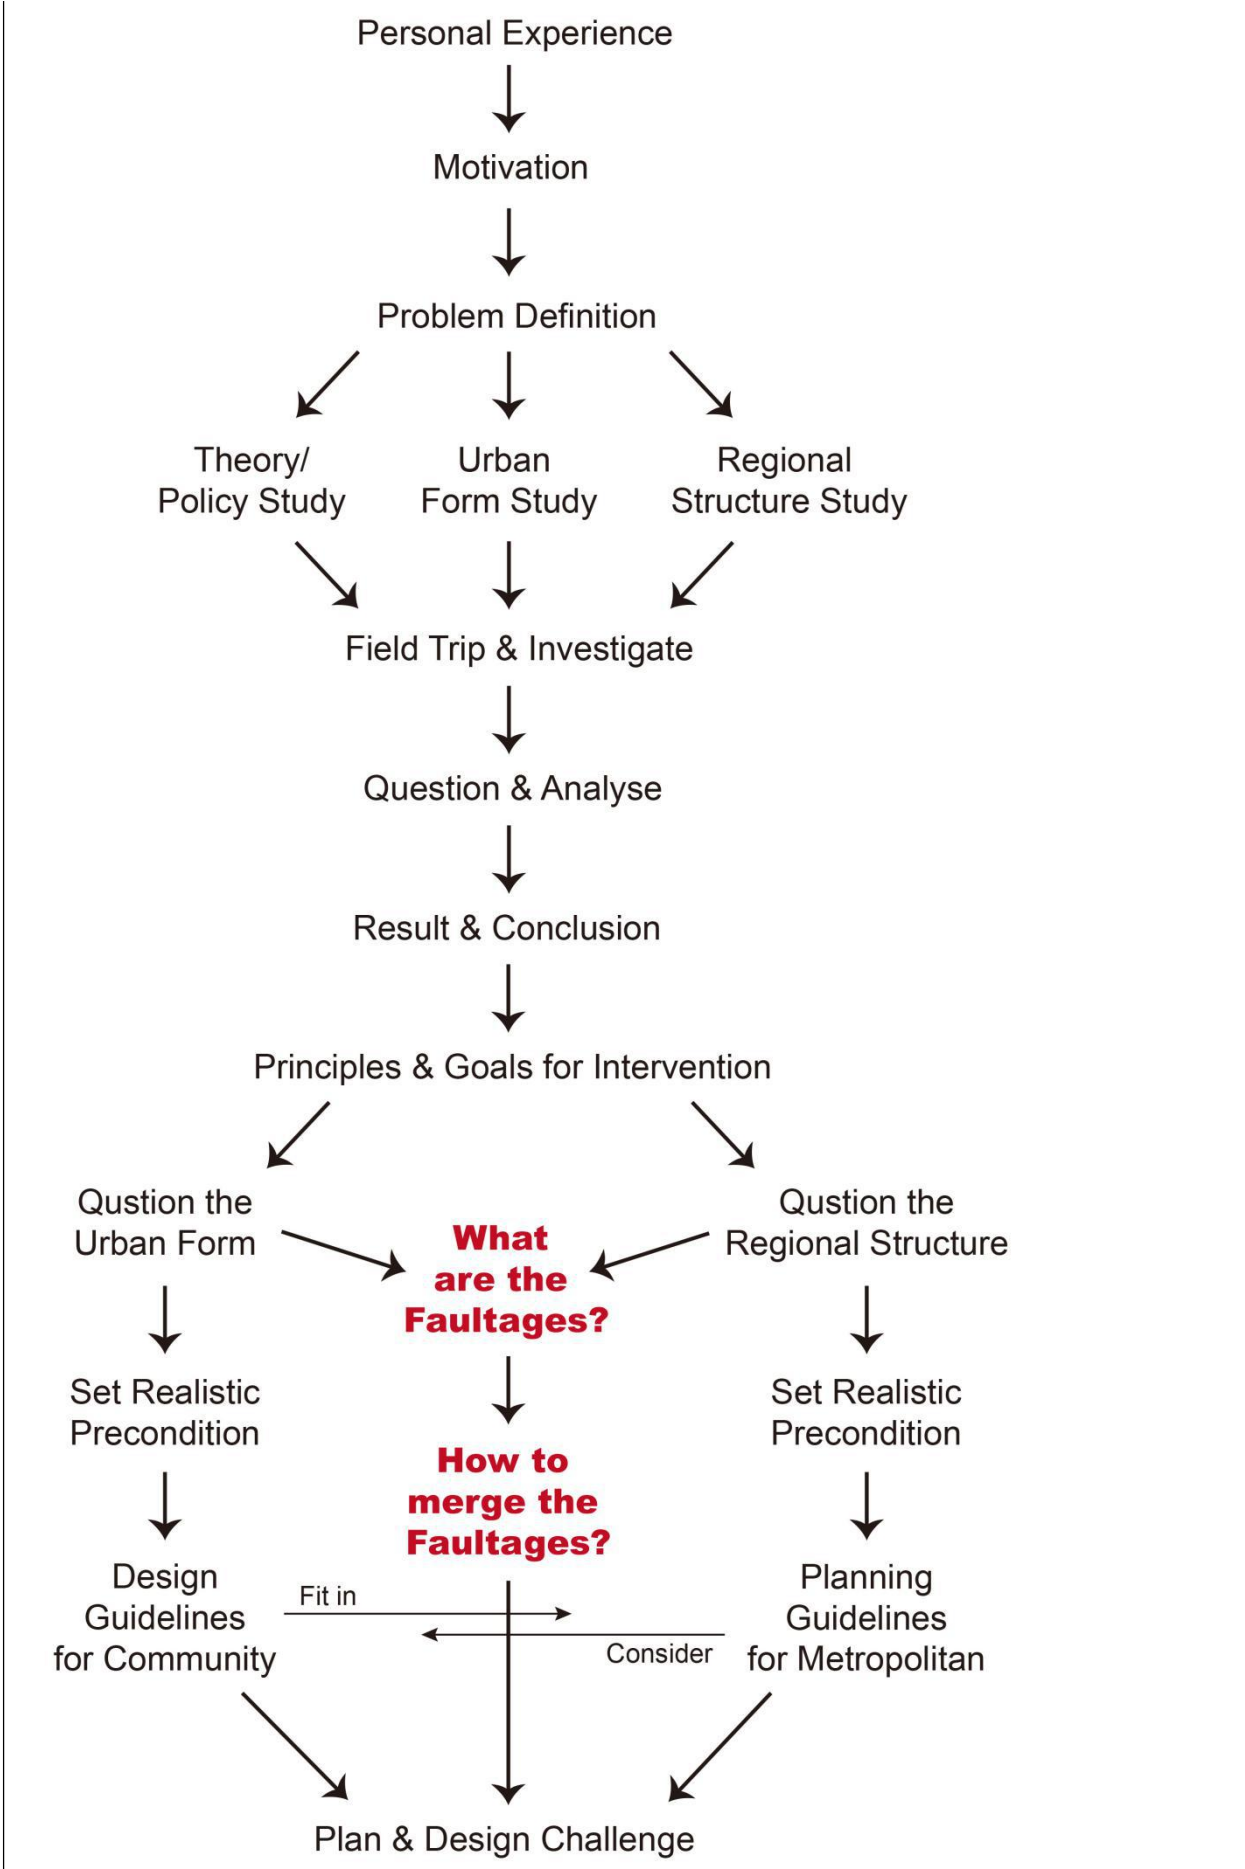 Personal Experience
Motivation
Problem Definition
Theory/
Policy Study
Urban
Form Study
Regional
Structure Study
Field Trip & Investigate
Question & Analyse
Result & Conclusion
Principles & Goals for Intervention
Qustion the
Urban Form
What
are the
Faultages?
Qustion the
Regional Structure
Set Realistic
Precondition
How to
merge the
Faultages?
Set Realistic
Precondition
Design
Guidelines
for Community
Fit in
Consider
Planning
Guidelines
for Metropolitan
Plan & Design Challenge